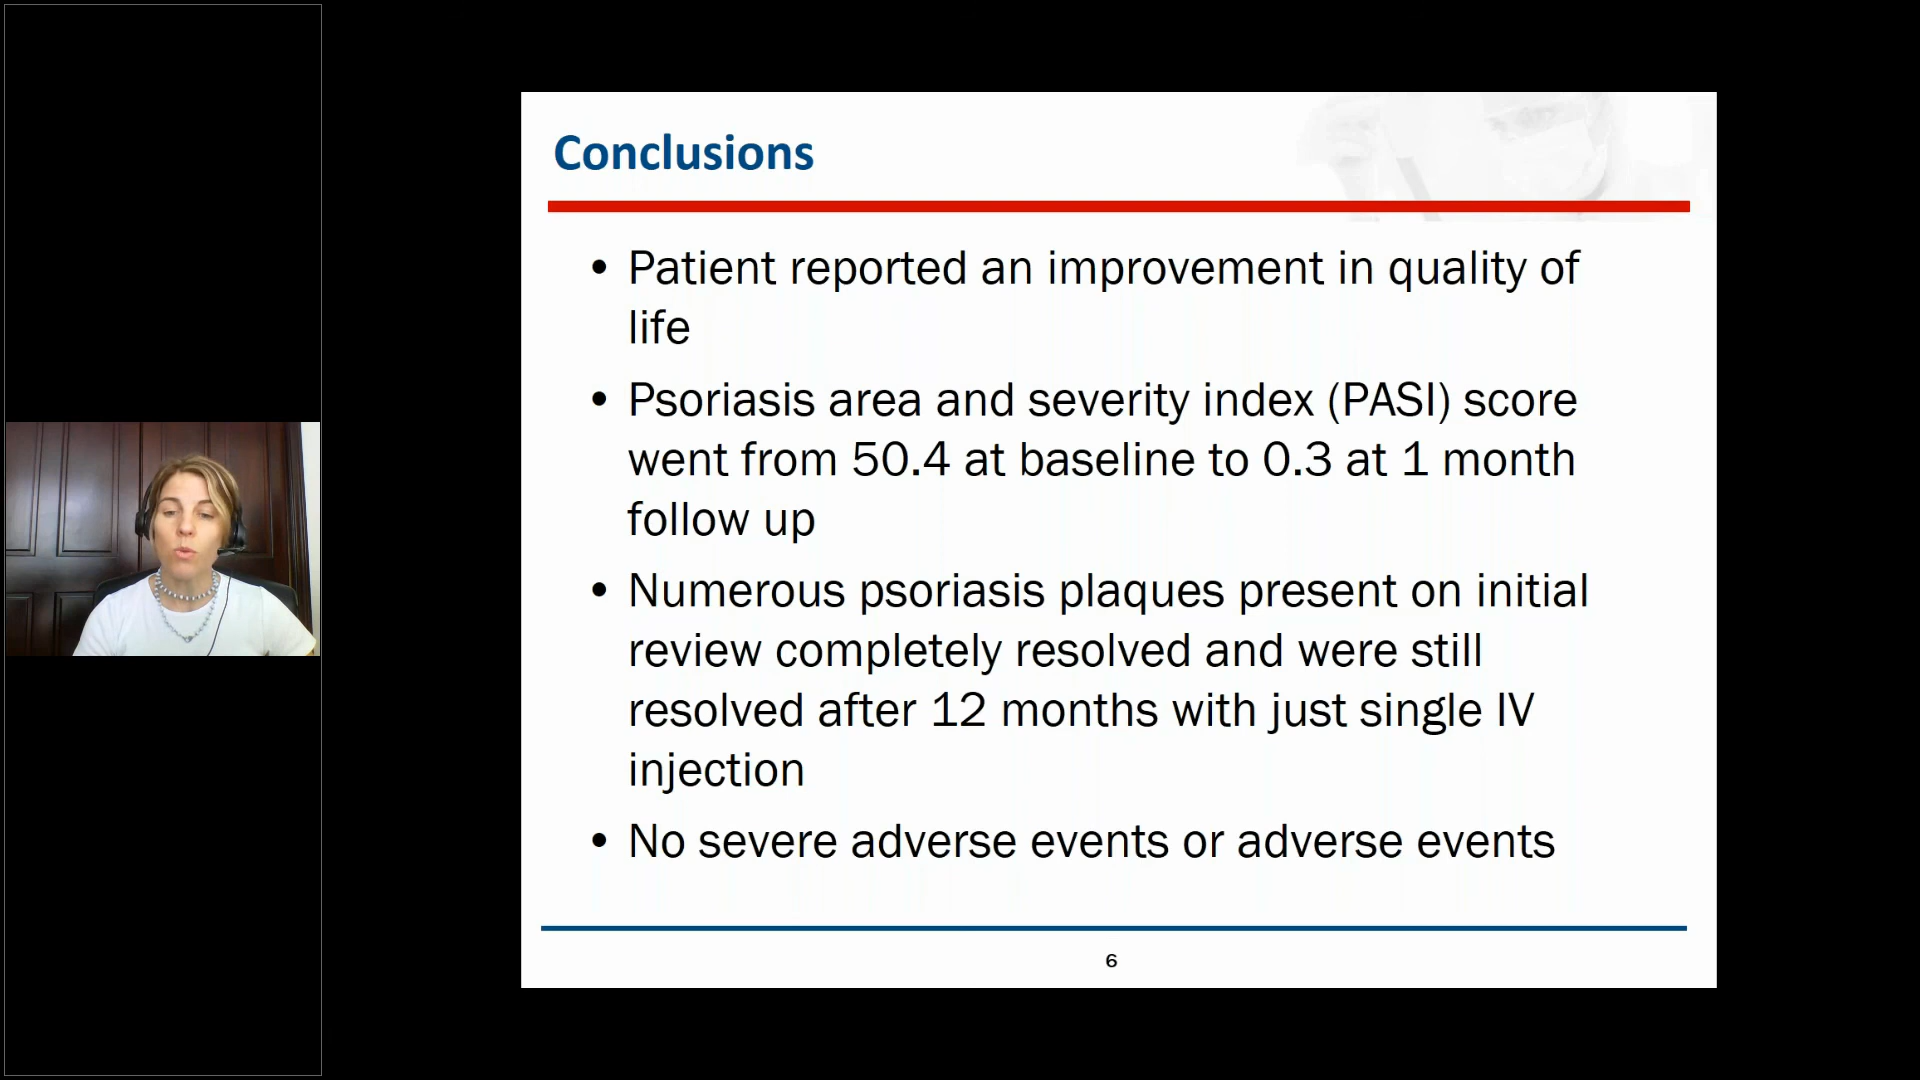 Conclusions
• Patient reported an improvement in quality of
life
• Psoriasis area and severity index (PASI) score
went from 50.4 at baseline to 0.3 at 1 month
follow up
• Numerous psoriasis plaques present on initial
review completely resolved and were still
resolved after 12 months with just single IV
injection
• No severe adverse events or adverse events
6